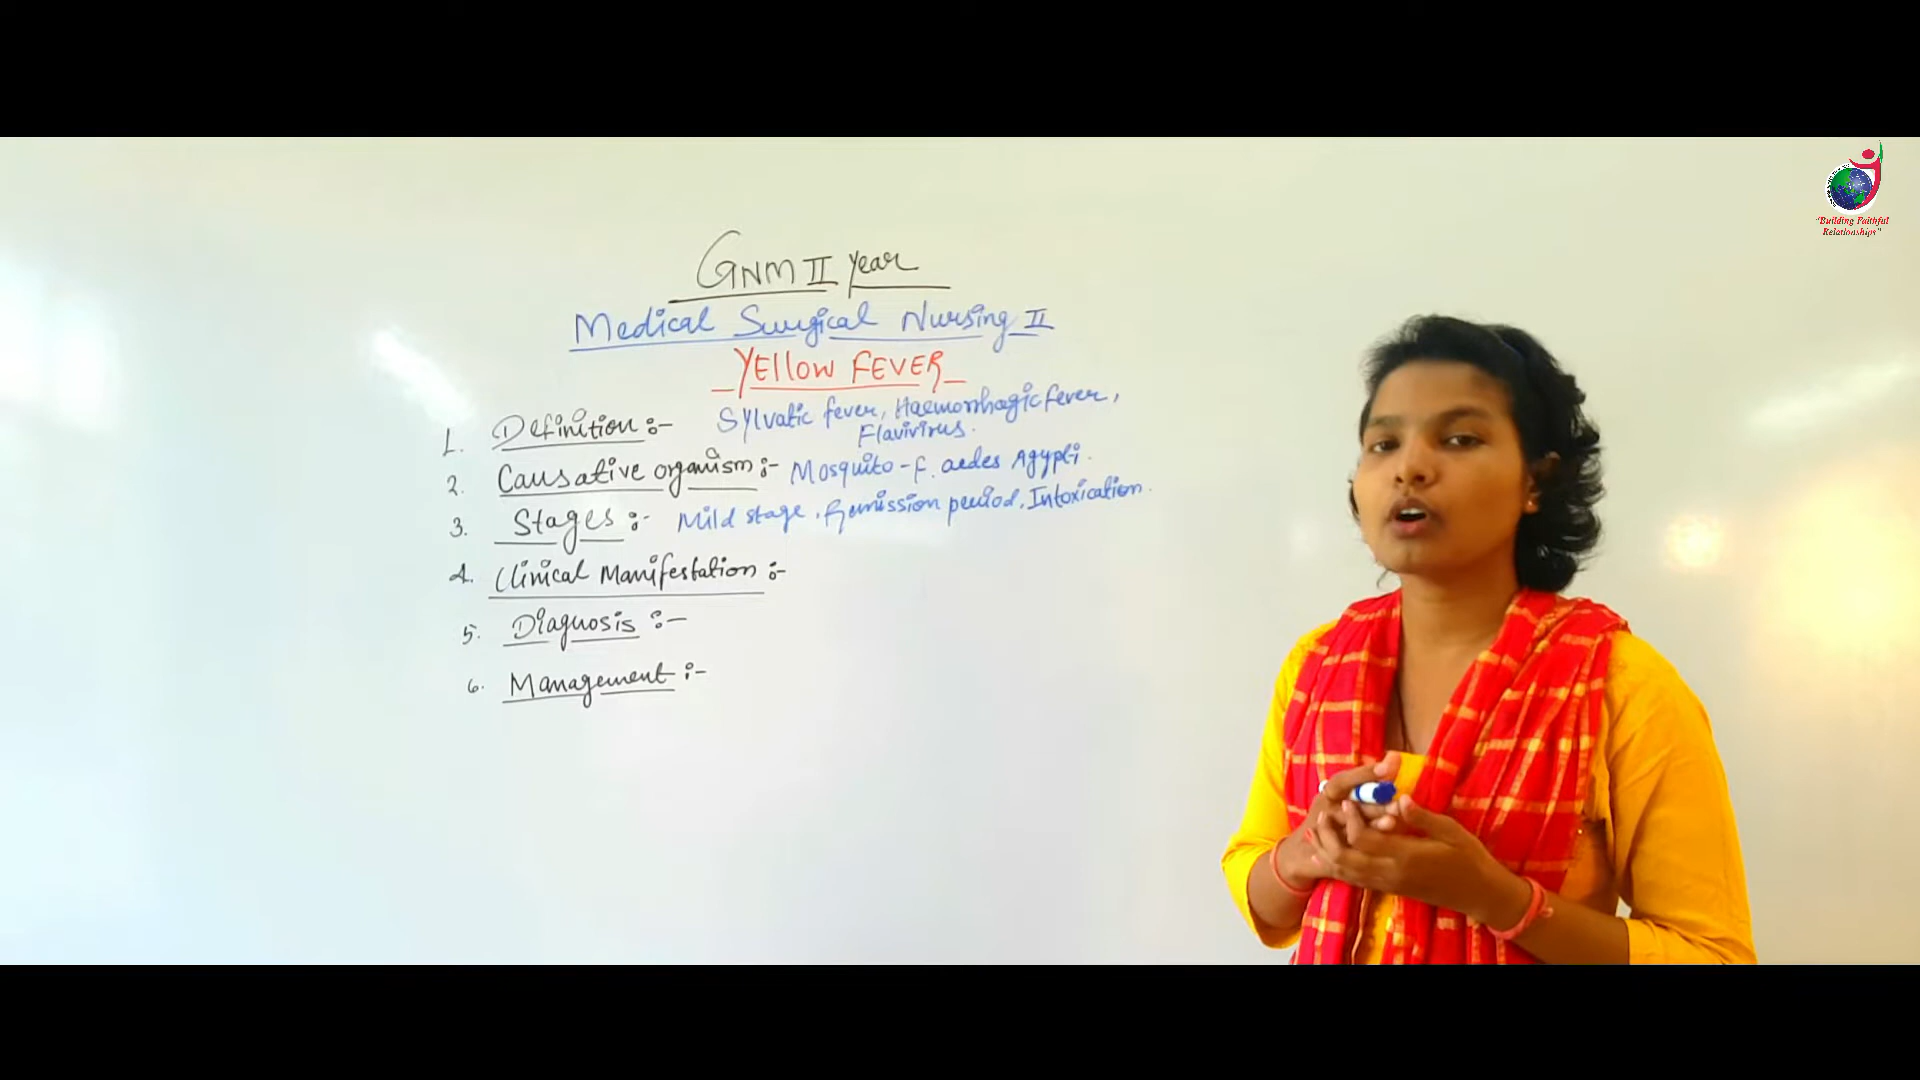 GNM II year
Medical Surgical Nursing II
YEllOW FEVER
1. Definition :- Sylvatic fever, Haemorrhagic fever,
Flavivirus.
2. Causative organism :- Mosquito - F. aedes Agypti.
3. Stages :- Mild stage, Remission period, Intoxication.
4. Clinical Manifestation :-
5. Diagnosis :-
6. Management :-
"Building Faithful
Relationships"